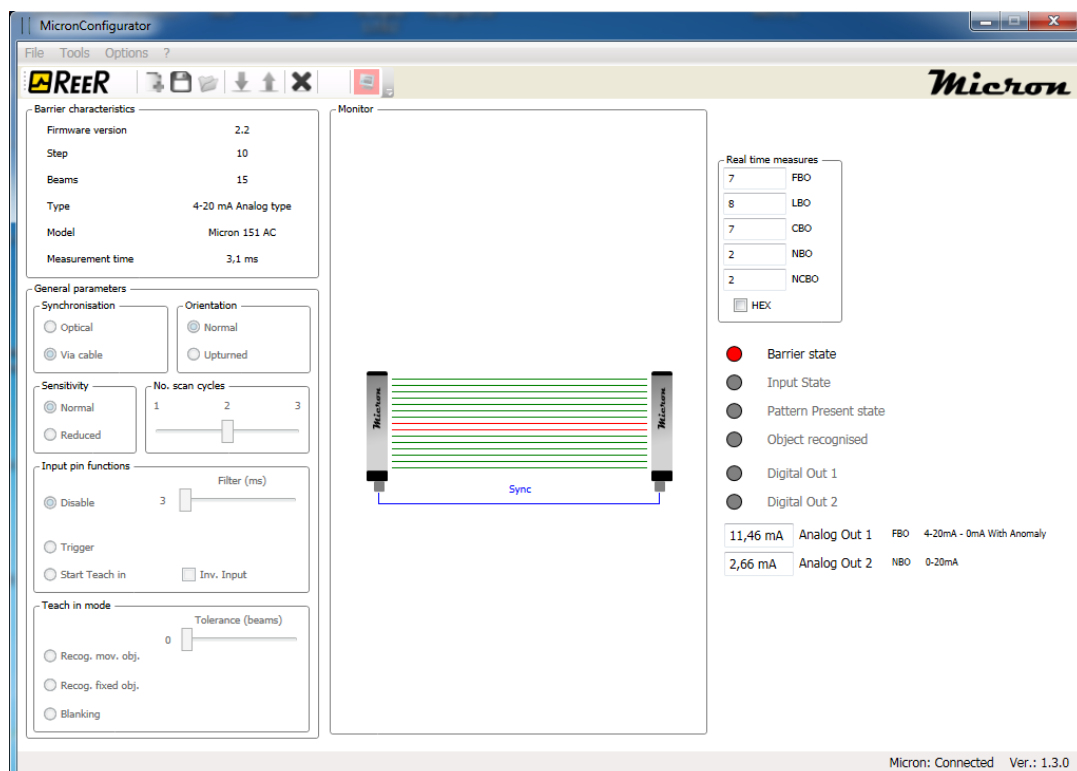 MicronConfigurator
File Tools Options ?
REER
Micron
Barrier characteristics
Firmware version 2.2
Step 10
Beams 15
Type 4-20 mA Analog type
Model Micron 151 AC
Measurement time 3,1 ms
General parameters
Synchronisation
Optical
Via cable
Orientation
Normal
Upturned
Sensitivity
Normal
Reduced
No. scan cycles
1 2 3
Input pin functions
Filter (ms)
Disable 3
Trigger
Start Teach in Inv. Input
Teach in mode
Tolerance (beams)
0
Recog. mov. obj.
Recog. fixed obj.
Blanking
Monitor
Micron
Micron
Sync
Real time measures
7 FBO
8 LBO
7 CBO
2 NBO
2 NCBO
HEX
Barrier state
Input State
Pattern Present state
Object recognised
Digital Out 1
Digital Out 2
11,46 mA Analog Out 1 FBO 4-20mA - 0mA With Anomaly
2,66 mA Analog Out 2 NBO 0-20mA
Micron: Connected Ver.: 1.3.0